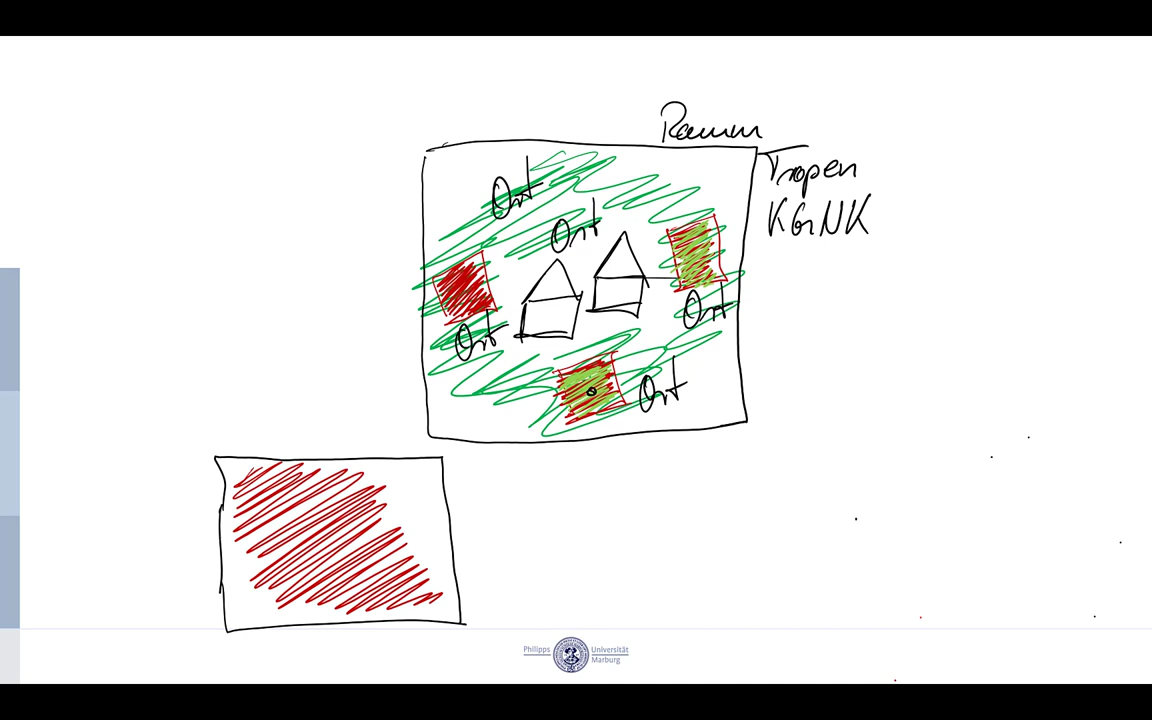 Raum
Tropen
KGNK
Ort
Ort
Ort
Ort
Ort
Philipps
Universität
Marburg